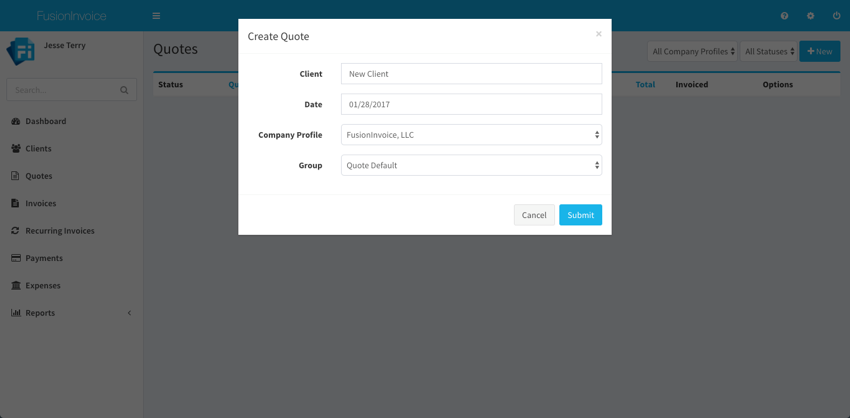 FusionInvoice
Jesse Terry
Search...
Dashboard
Clients
Quotes
Invoices
Recurring Invoices
Payments
Expenses
Reports
Quotes
All Company Profiles
All Statuses
New
Status
Total
Invoiced
Options
Create Quote
×
Client
New Client
Date
01/28/2017
Company Profile
FusionInvoice, LLC
Group
Quote Default
Cancel
Submit